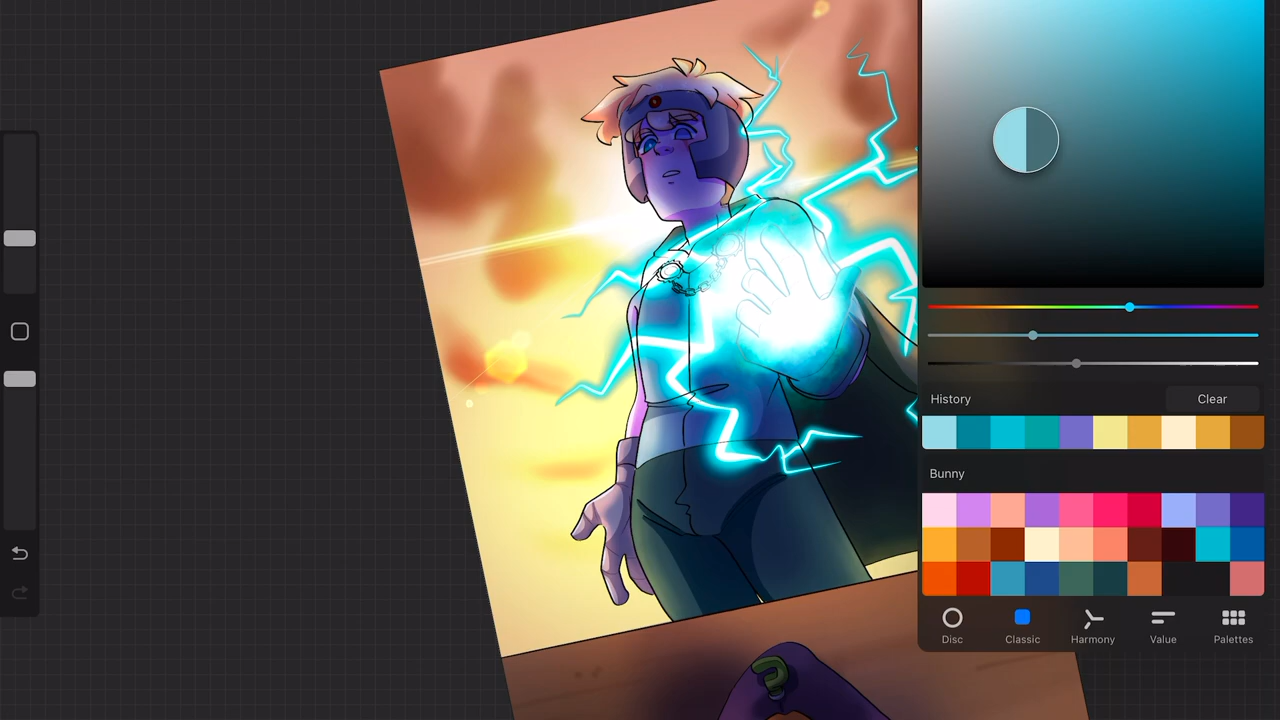 History
Clear
Bunny
Disc
Classic
Harmony
Value
Palettes